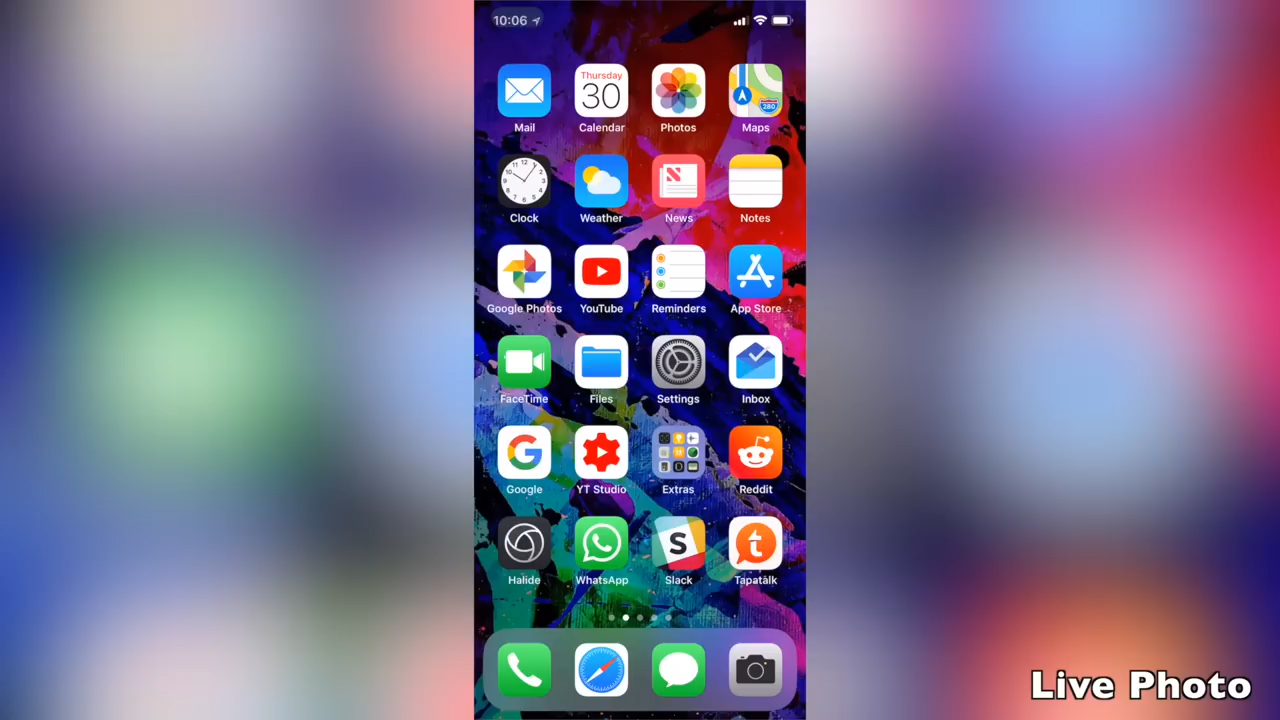 10:06
Thursday
30
280
Mail Calendar Photos Maps
Clock Weather News Notes
Google Photos YouTube Reminders App Store
FaceTime Files Settings Inbox
Google YT Studio Extras Reddit
Halide WhatsApp Slack Tapatalk
Live Photo